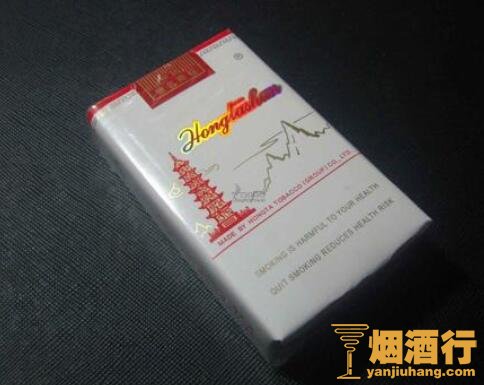 Hongtashan
®
MADE BY HONGTA TOBACCO (GROUP) CO., LTD.
SMOKING IS HARMFUL TO YOUR HEALTH
QUIT SMOKING REDUCES HEALTH RISK
烟酒行
yanjiuhang.com